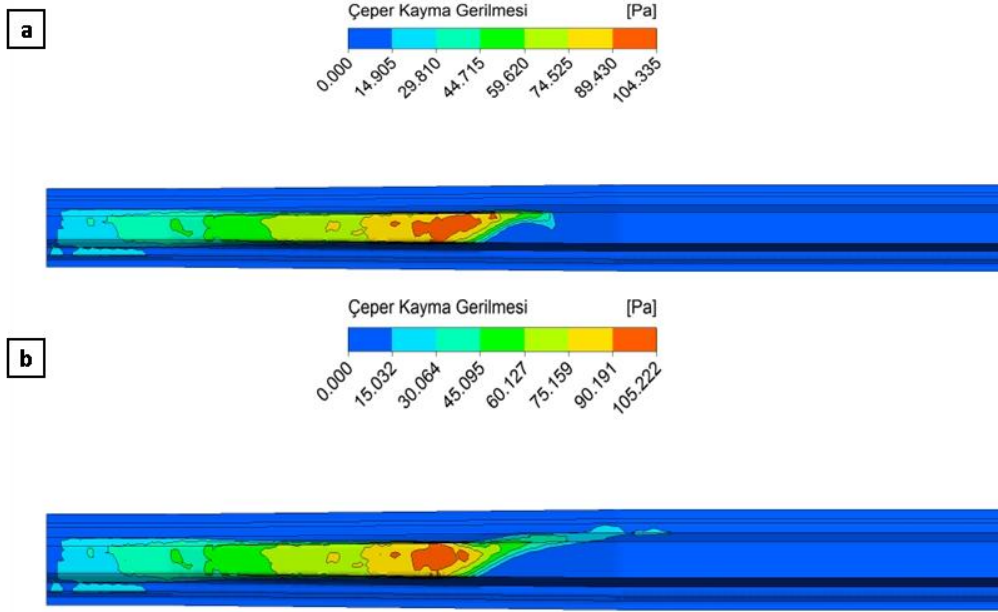 a
Çeper Kayma Gerilmesi [Pa]
0.000 14.905 29.810 44.715 59.620 74.525 89.430 104.335
b
Çeper Kayma Gerilmesi [Pa]
0.000 15.032 30.064 45.095 60.127 75.159 90.191 105.222